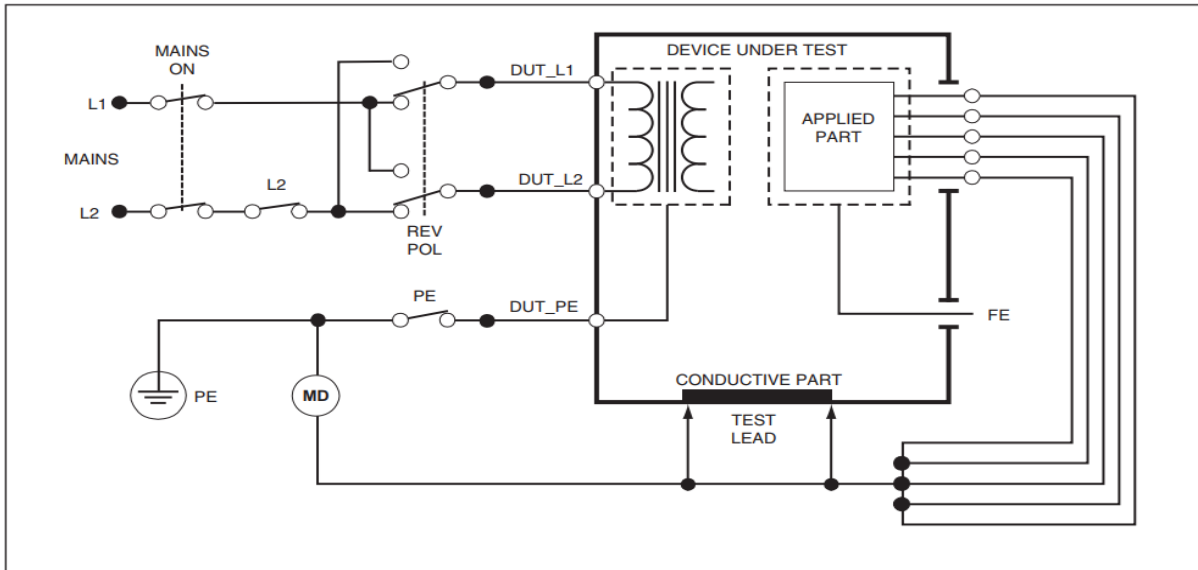 MAINS
ON
L1
MAINS
L2
L2
REV
POL
DUT_L1
DUT_L2
DEVICE UNDER TEST
APPLIED
PART
PE
DUT_PE
FE
PE
MD
CONDUCTIVE PART
TEST
LEAD